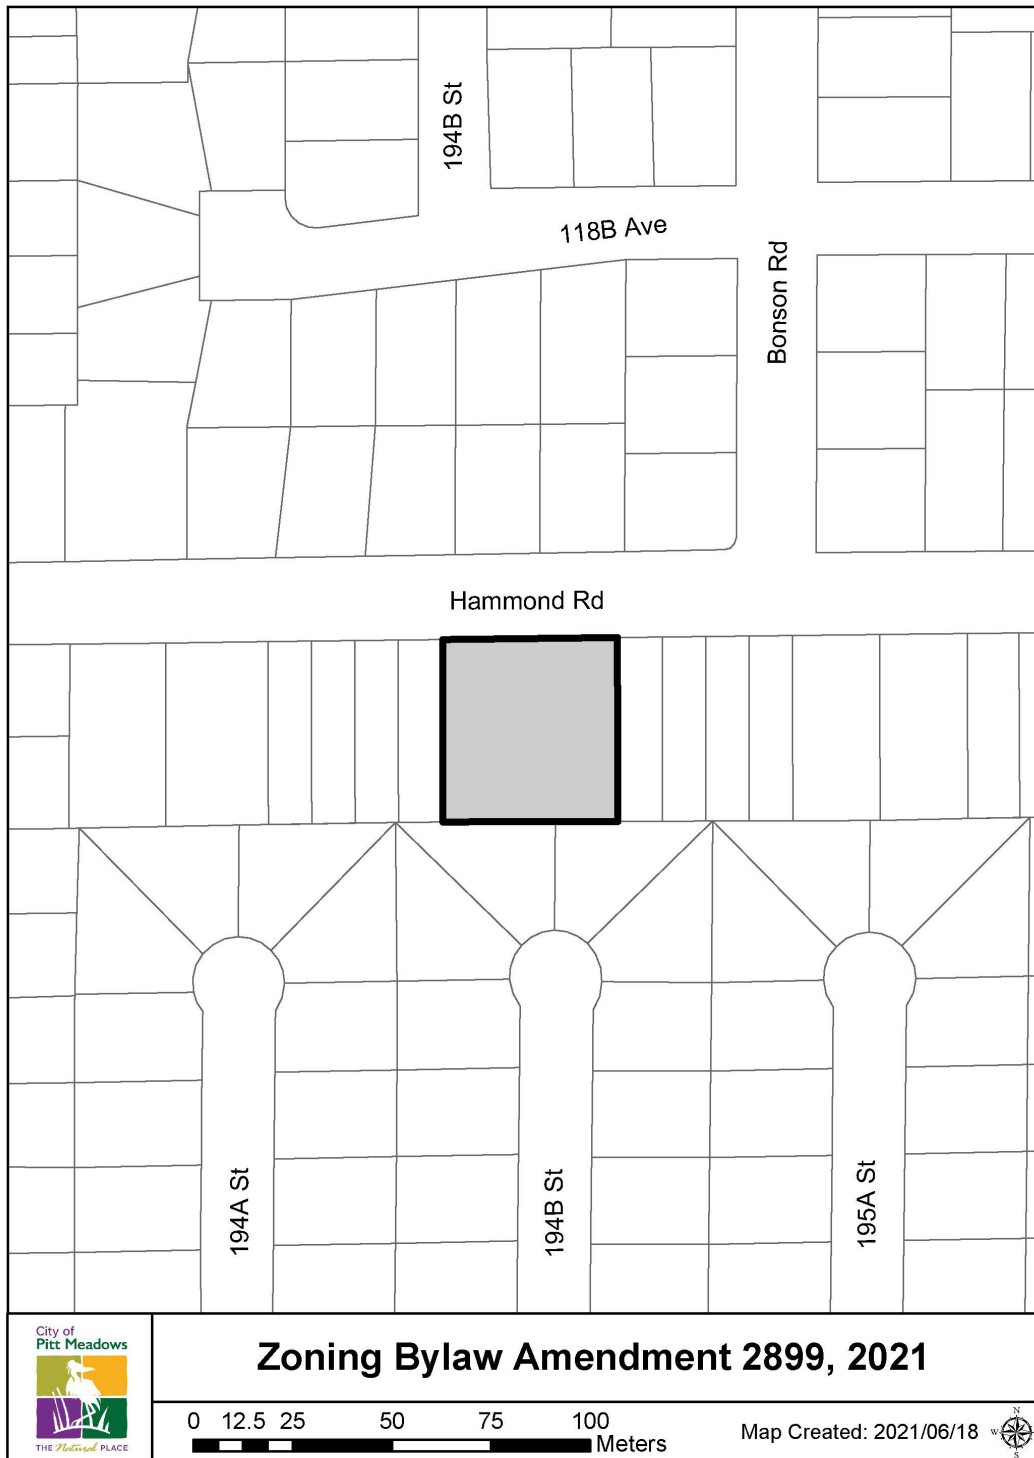 194B St
118B Ave
Bonson Rd
Hammond Rd
194A St
194B St
195A St
City of
Pitt Meadows
THE Natural PLACE
Zoning Bylaw Amendment 2899, 2021
0 12.5 25 50 75 100
Meters
Map Created: 2021/06/18
N
W
S